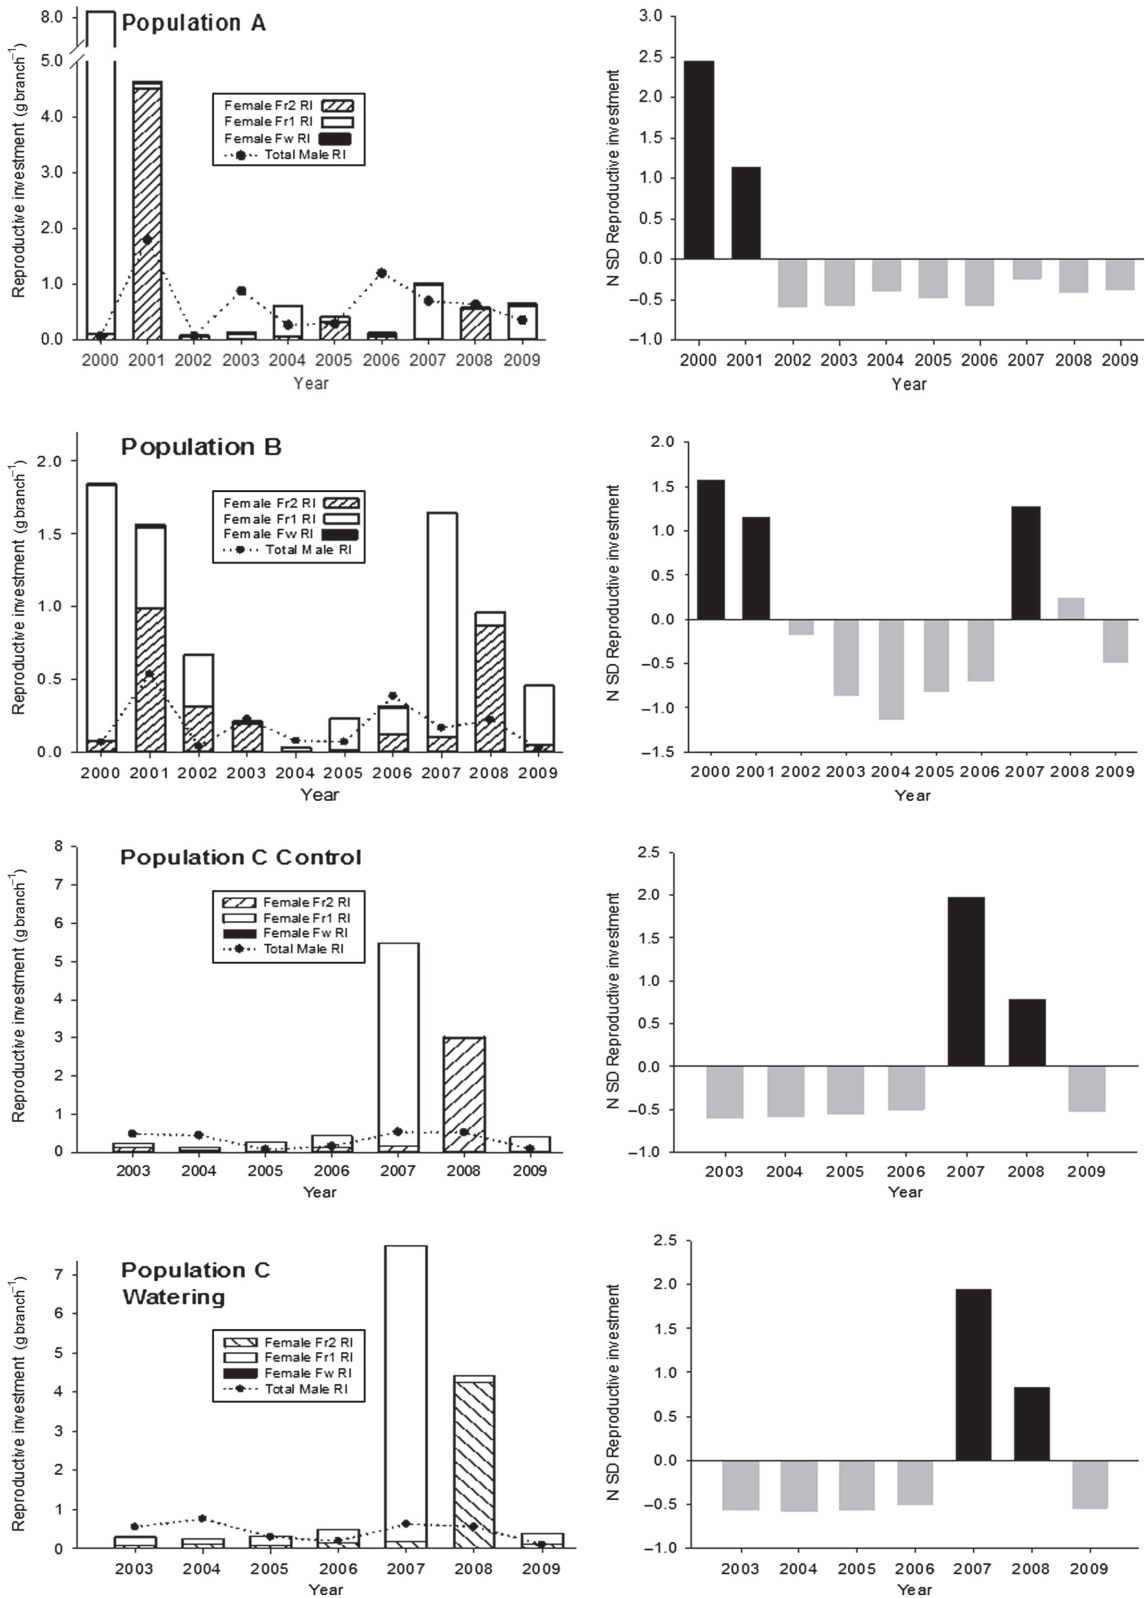 Population A
Reproductive investment (g branch⁻¹)
8.0
5.0
4.0
3.0
2.0
1.0
0.0
Female Fr2 RI
Female Fr1 RI
Female Fw RI
Total Male RI
2000 2001 2002 2003 2004 2005 2006 2007 2008 2009
Year
N SD Reproductive investment
3.0
2.5
2.0
1.5
1.0
0.5
0.0
−0.5
−1.0
2000 2001 2002 2003 2004 2005 2006 2007 2008 2009
Year
Population B
Reproductive investment (g branch⁻¹)
2.0
1.5
1.0
0.5
0.0
Female Fr2 RI
Female Fr1 RI
Female Fw RI
Total Male RI
2000 2001 2002 2003 2004 2005 2006 2007 2008 2009
Year
N SD Reproductive investment
2.0
1.5
1.0
0.5
0.0
−0.5
−1.0
−1.5
2000 2001 2002 2003 2004 2005 2006 2007 2008 2009
Year
Population C Control
Reproductive investment (g branch⁻¹)
8
7
6
5
4
3
2
1
0
Female Fr2 RI
Female Fr1 RI
Female Fw RI
Total Male RI
2003 2004 2005 2006 2007 2008 2009
Year
N SD Reproductive investment
2.5
2.0
1.5
1.0
0.5
0.0
−0.5
−1.0
2003 2004 2005 2006 2007 2008 2009
Year
Population C
Watering
Reproductive investment (g branch⁻¹)
7
6
5
4
3
2
1
0
Female Fr2 RI
Female Fr1 RI
Female Fw RI
Total Male RI
2003 2004 2005 2006 2007 2008 2009
Year
N SD Reproductive investment
2.5
2.0
1.5
1.0
0.5
0.0
−0.5
−1.0
2003 2004 2005 2006 2007 2008 2009
Year